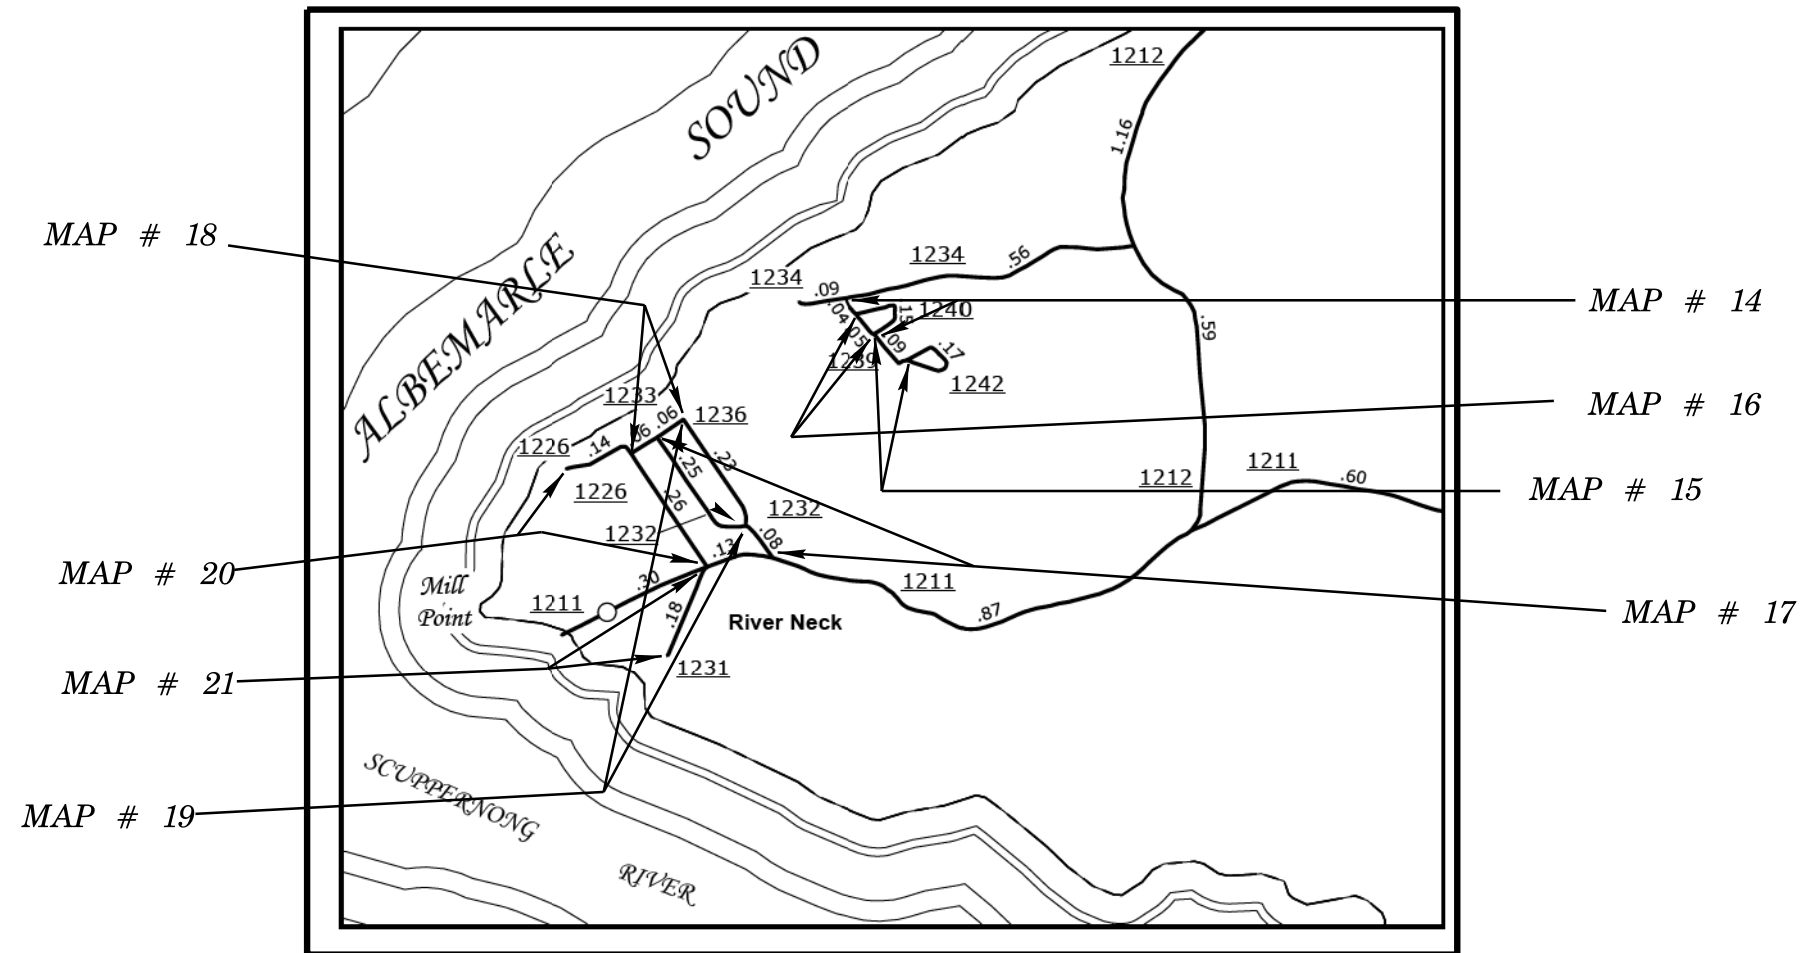 1212
SOUND
1.16
MAP # 18
ALBEMARLE
1234
.56
1234
.09
MAP # 14
.04
.15
1240
.05
.09
.59
1239
.17
1242
1233
.06
1236
MAP # 16
.06
1226
.14
.25
.23
1211
.60
1212
MAP # 15
1226
.26
1232
1232
.13
.08
MAP # 20
Mill
Point
.30
1211
1211
.87
MAP # 17
.18
River Neck
1231
MAP # 21
SCUPPERNONG
MAP # 19
RIVER